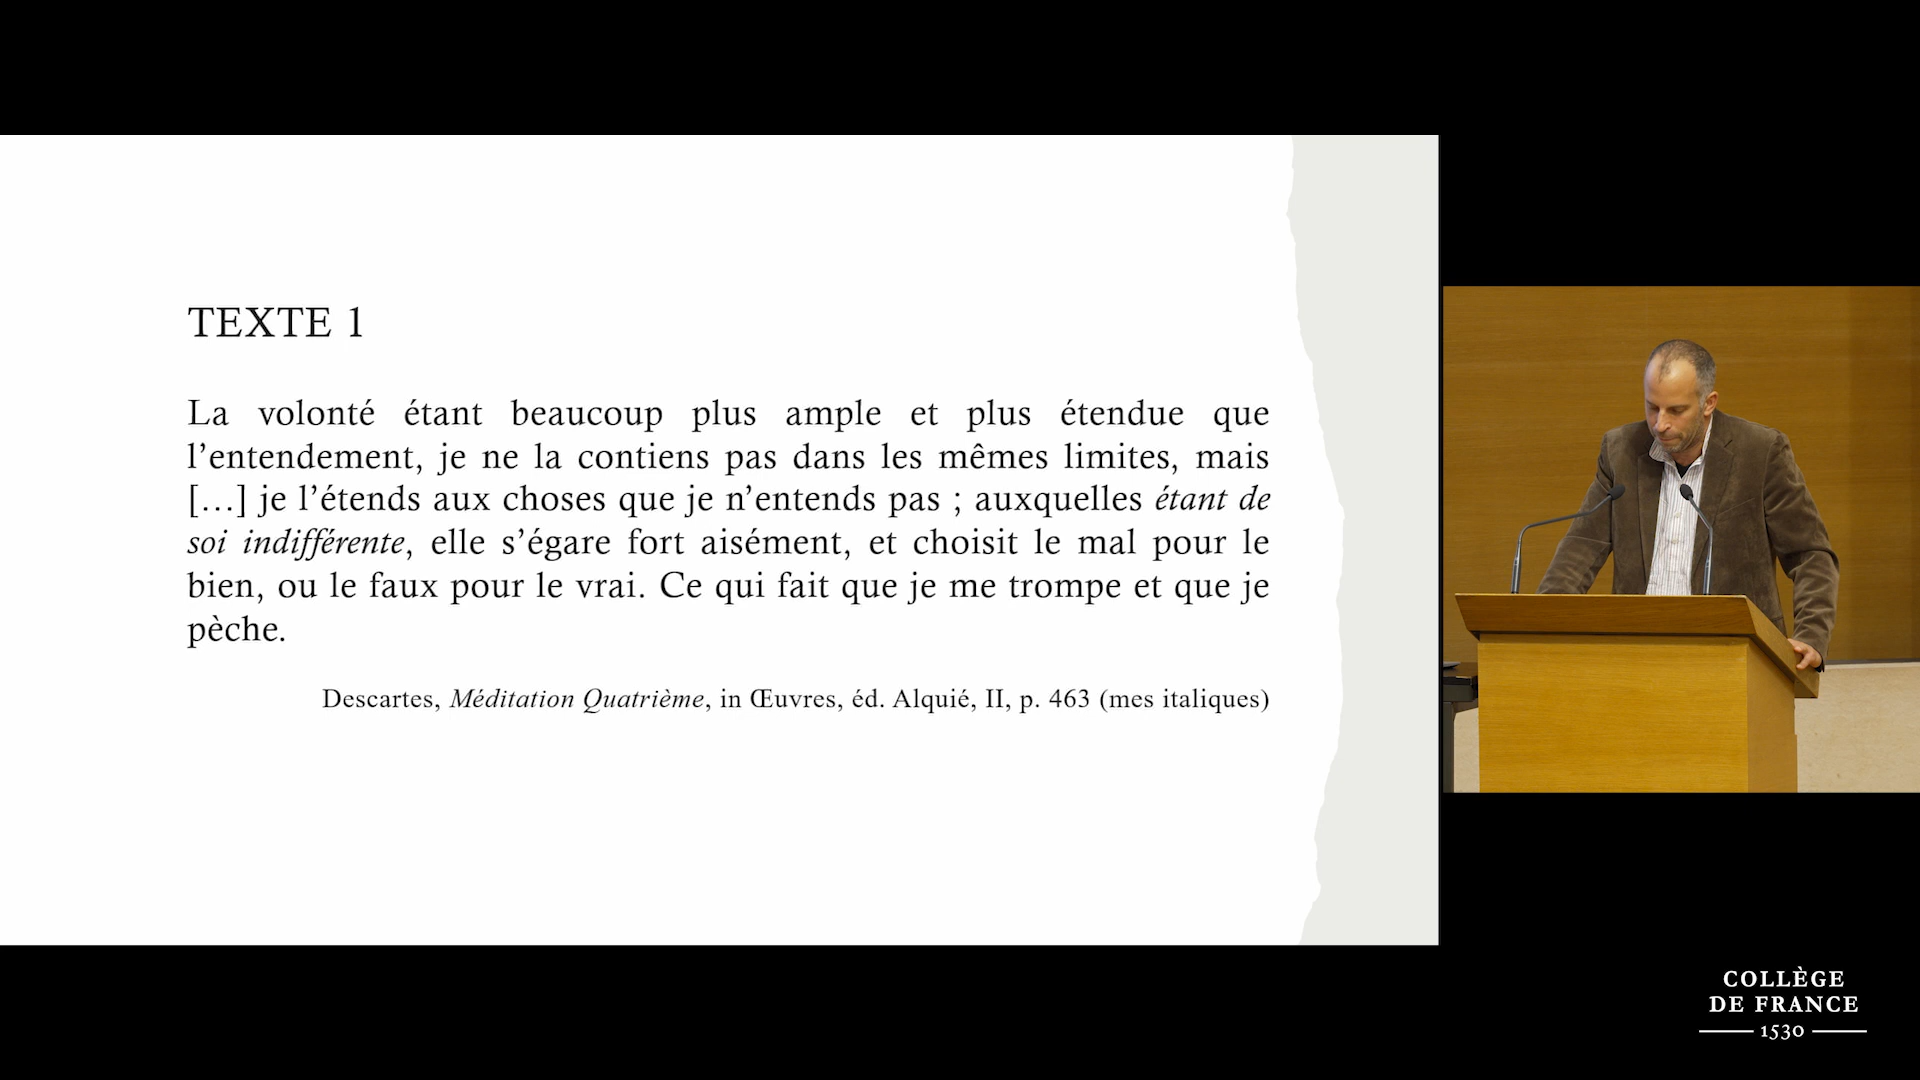 TEXTE 1
La volonté étant beaucoup plus ample et plus étendue que
l’entendement, je ne la contiens pas dans les mêmes limites, mais
[…] je l’étends aux choses que je n’entends pas ; auxquelles étant de
soi indifférente, elle s’égare fort aisément, et choisit le mal pour le
bien, ou le faux pour le vrai. Ce qui fait que je me trompe et que je
pèche.
Descartes, Méditation Quatrième, in Œuvres, éd. Alquié, II, p. 463 (mes italiques)
COLLÈGE
DE FRANCE
1530